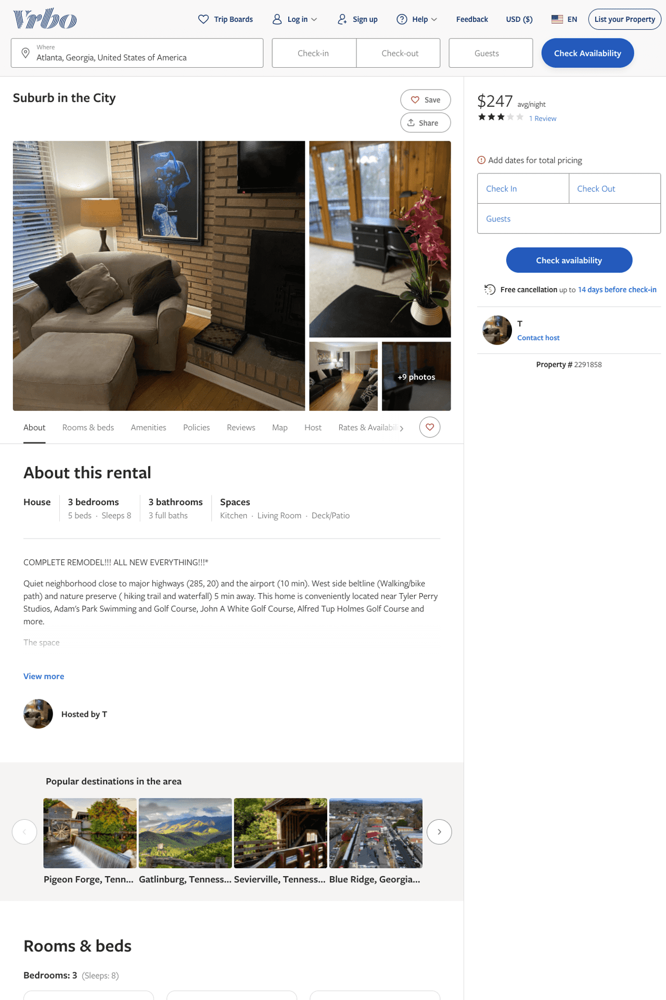 Vrbo
Trip Boards
Log in
Sign up
Help
Feedback
USD ($)
EN
List your Property
Where
Atlanta, Georgia, United States of America
Check-in
Check-out
Guests
Check Availability
Suburb in the City
Save
Share
$247 avg/night
1 Review
Add dates for total pricing
Check In
Check Out
Guests
Check availability
Free cancellation up to 14 days before check-in
T
Contact host
Property # 2291858
+9 photos
About
Rooms & beds
Amenities
Policies
Reviews
Map
Host
Rates & Availabili
About this rental
House
3 bedrooms
5 beds · Sleeps 8
3 bathrooms
3 full baths
Spaces
Kitchen · Living Room · Deck/Patio
COMPLETE REMODEL!!! ALL NEW EVERYTHING!!!*
Quiet neighborhood close to major highways (285, 20) and the airport (10 min). West side beltline (Walking/bike
path) and nature preserve ( hiking trail and waterfall) 5 min away. This home is conveniently located near Tyler Perry
Studios, Adam's Park Swimming and Golf Course, John A White Golf Course, Alfred Tup Holmes Golf Course and
more.
The space
View more
Hosted by T
Popular destinations in the area
Pigeon Forge, Tenn...
Gatlinburg, Tenness...
Sevierville, Tenness...
Blue Ridge, Georgia...
Rooms & beds
Bedrooms: 3 (Sleeps: 8)